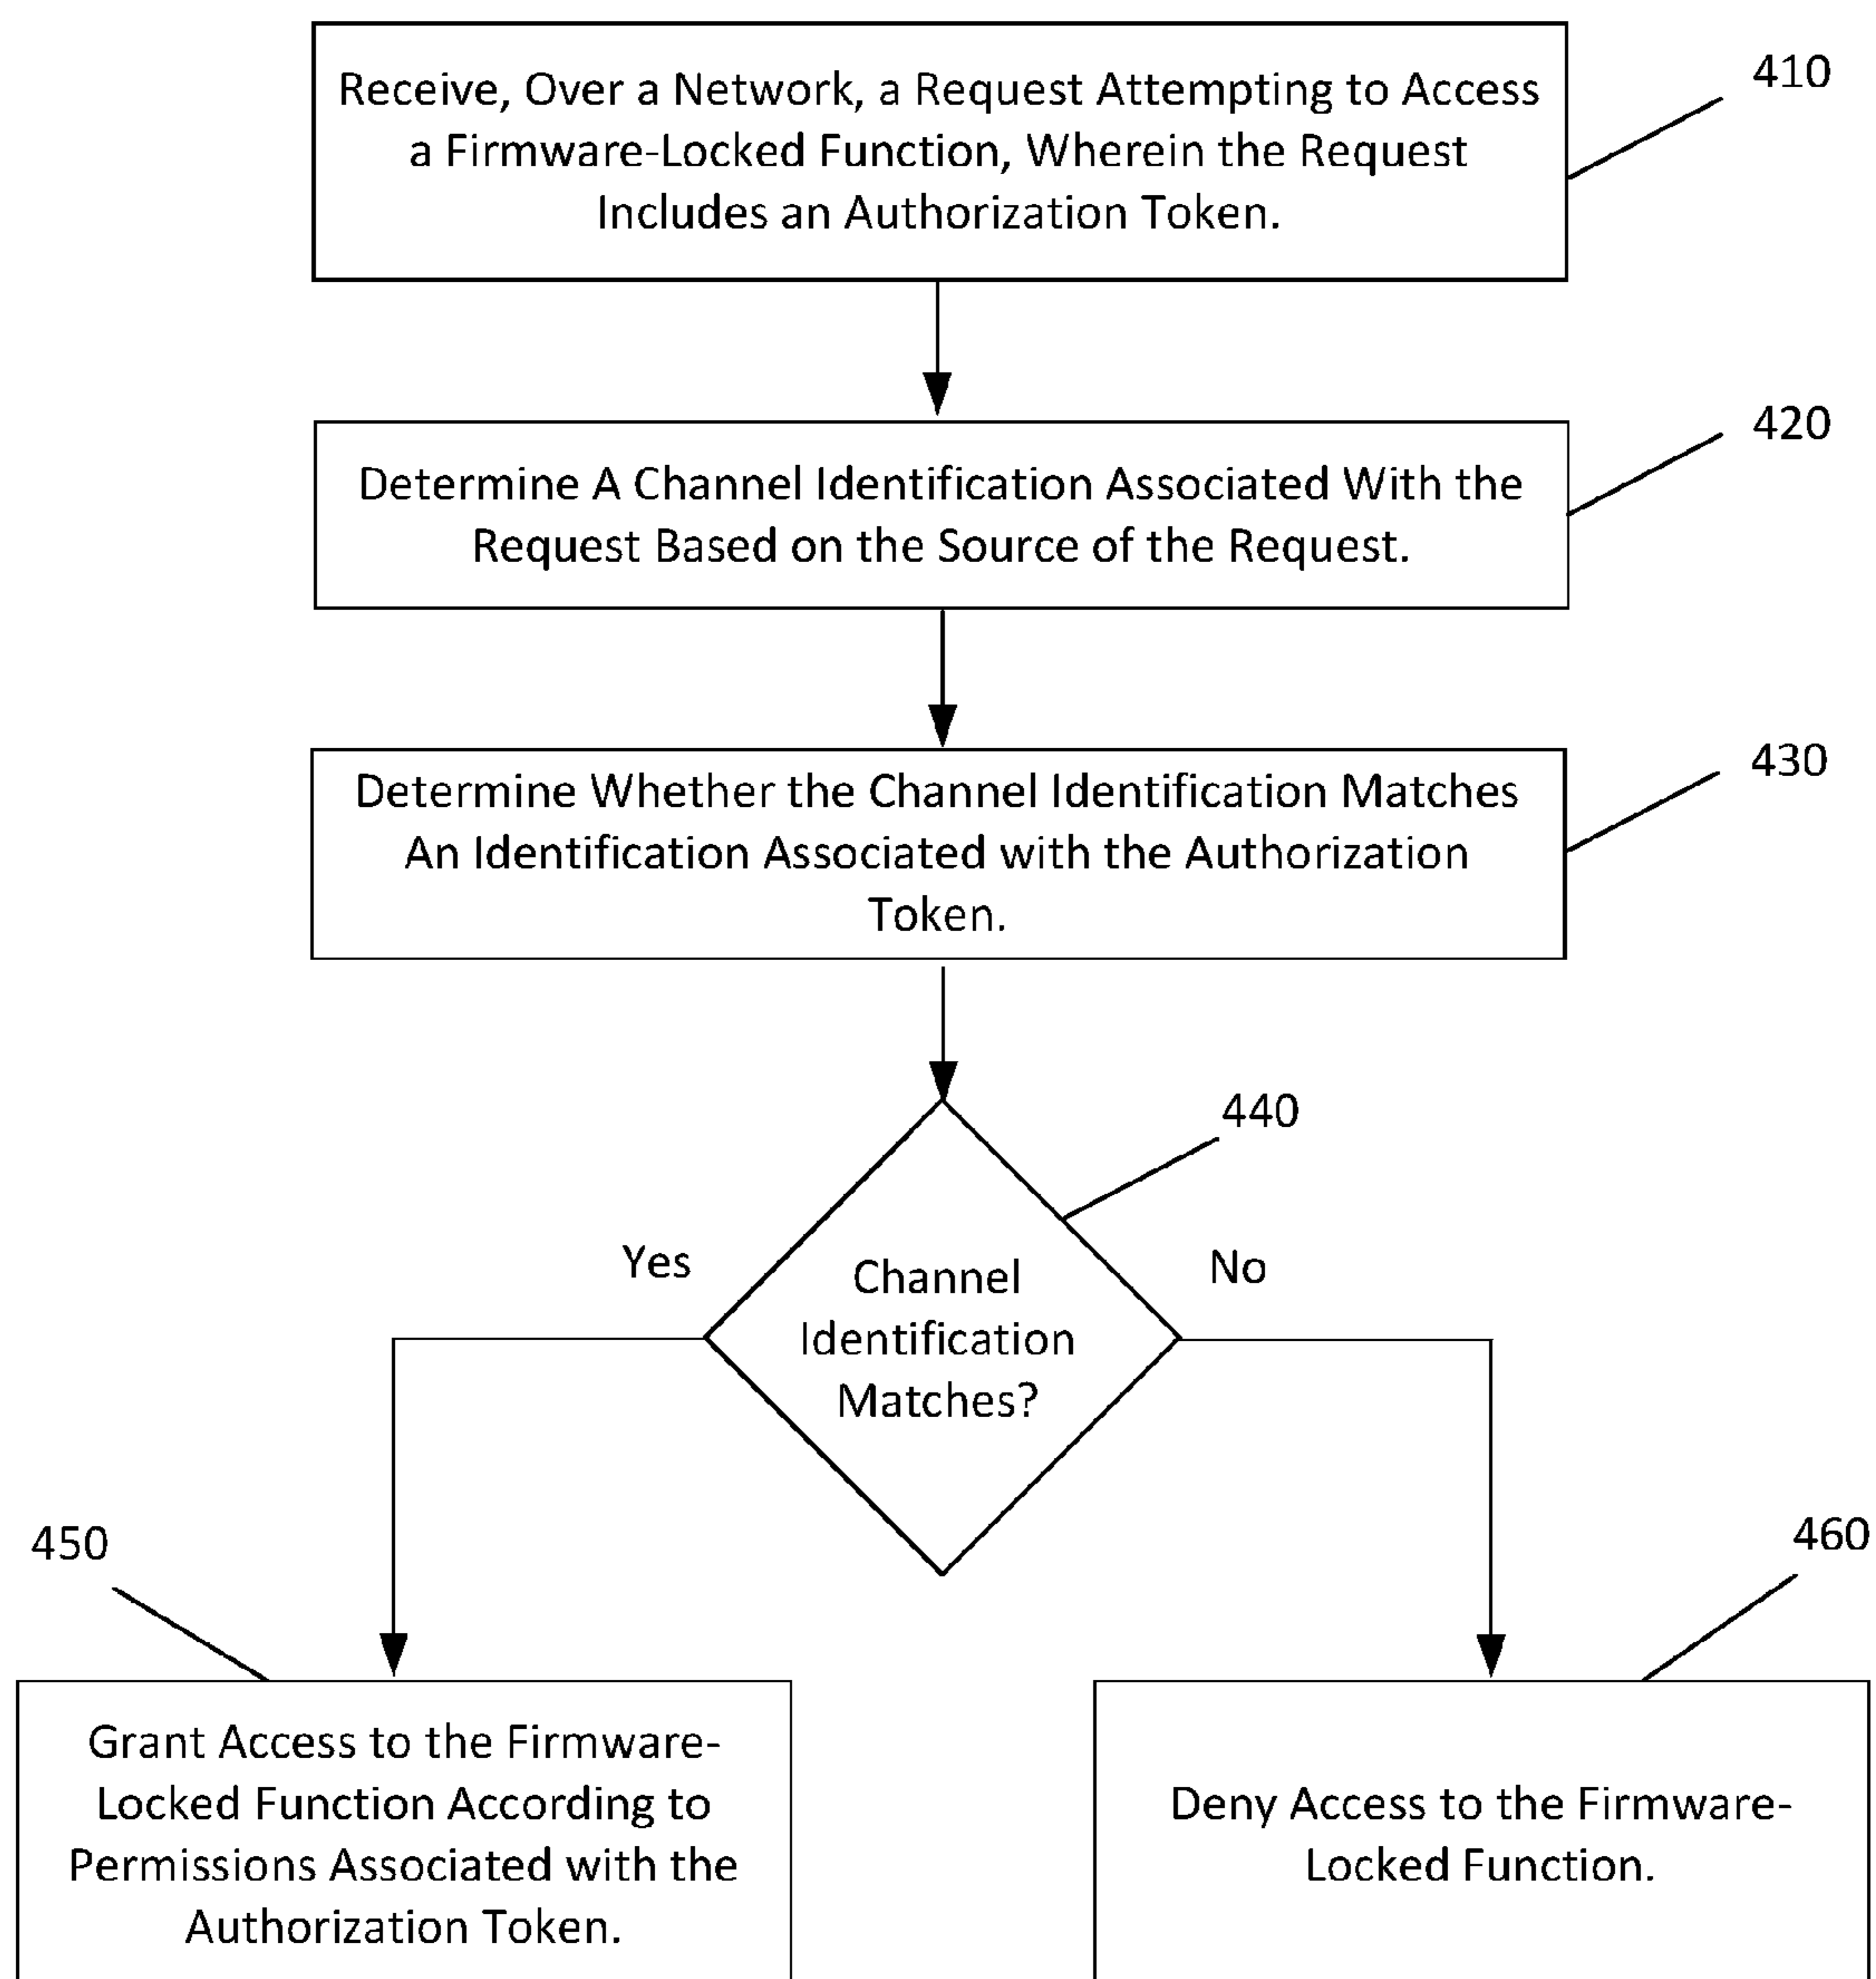 Receive, Over a Network, a Request Attempting to Access
a Firmware-Locked Function, Wherein the Request
Includes an Authorization Token.
410
Determine A Channel Identification Associated With the
Request Based on the Source of the Request.
420
Determine Whether the Channel Identification Matches
An Identification Associated with the Authorization
Token.
430
440
Yes
No
Channel
Identification
Matches?
450
460
Grant Access to the Firmware-
Locked Function According to
Permissions Associated with the
Authorization Token.
Deny Access to the Firmware-
Locked Function.